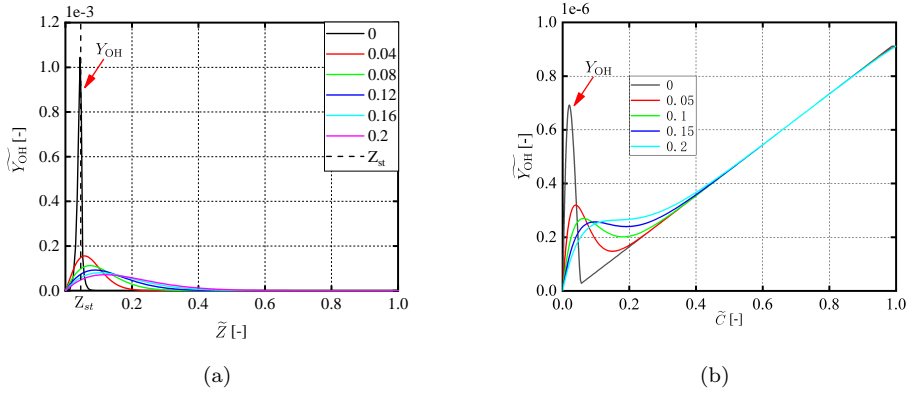 1e-3
1.2
1.0
0.8
0.6
0.4
0.2
0.0
Y_OH
0
0.04
0.08
0.12
0.16
0.2
Z_st
Z_st 0.2 0.4 0.6 0.8 1.0
Z̃ [-]
Ỹ_OH [-]
(a)
1e-6
1.0
0.8
0.6
0.4
0.2
0.0
Y_OH
0
0.05
0.1
0.15
0.2
0.0 0.2 0.4 0.6 0.8 1.0
C̃ [-]
Ỹ_OH [-]
(b)